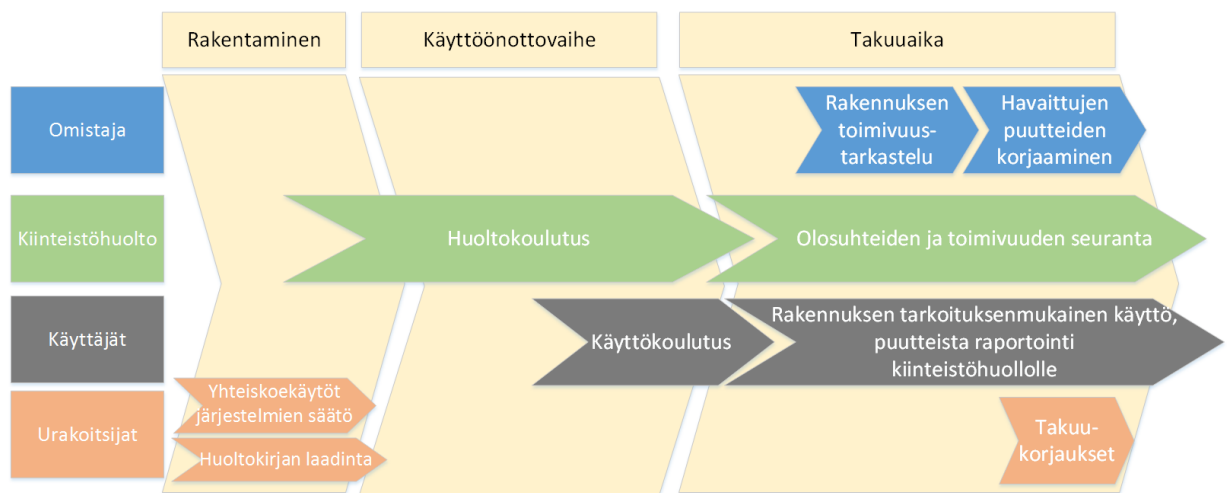 Rakentaminen
Käyttöönottovaihe
Takuuaika
Omistaja
Rakennuksen
toimivuus-
tarkastelu
Havaittujen
puutteiden
korjaaminen
Kiinteistöhuolto
Huoltokoulutus
Olosuhteiden ja toimivuuden seuranta
Käyttäjät
Käyttökoulutus
Rakennuksen tarkoituksenmukainen käyttö,
puutteista raportointi
kiinteistöhuollolle
Urakoitsijat
Yhteiskoekäytöt
järjestelmien säätö
Huoltokirjan laadinta
Takuu-
korjaukset